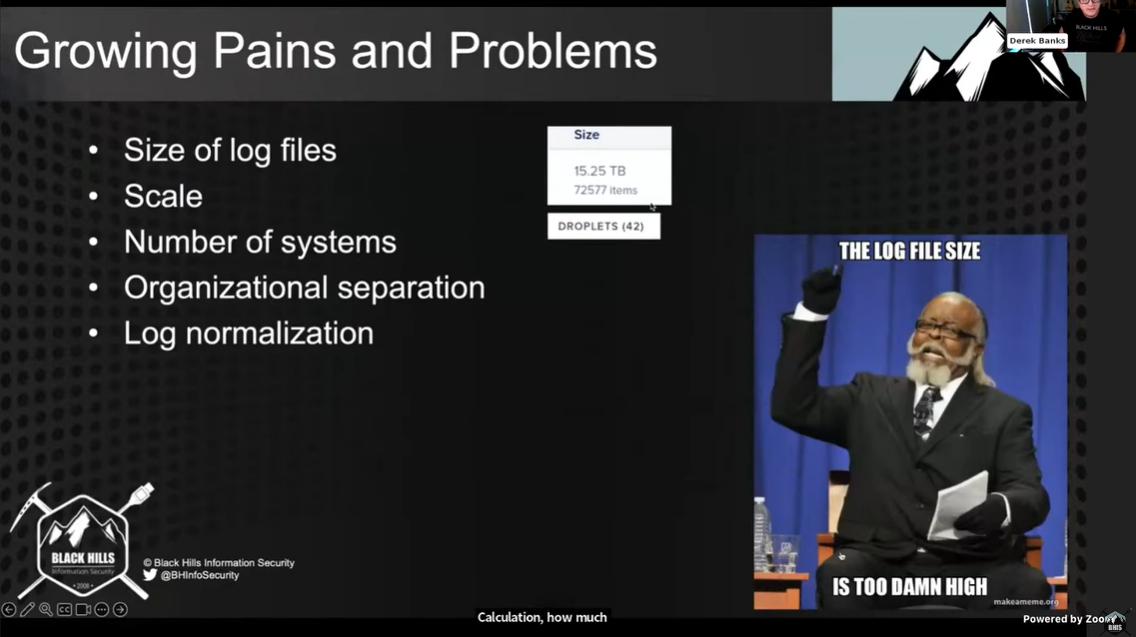 Growing Pains and Problems
Derek Banks
BLACK HILLS
• Size of log files
• Scale
• Number of systems
• Organizational separation
• Log normalization
Size
15.25 TB
72577 items
DROPLETS (42)
THE LOG FILE SIZE
IS TOO DAMN HIGH
makeameme.org
BLACK HILLS
Information Security
• 2008 •
© Black Hills Information Security
@BHInfoSecurity
CC
Calculation, how much
Powered by Zoom
BHIS